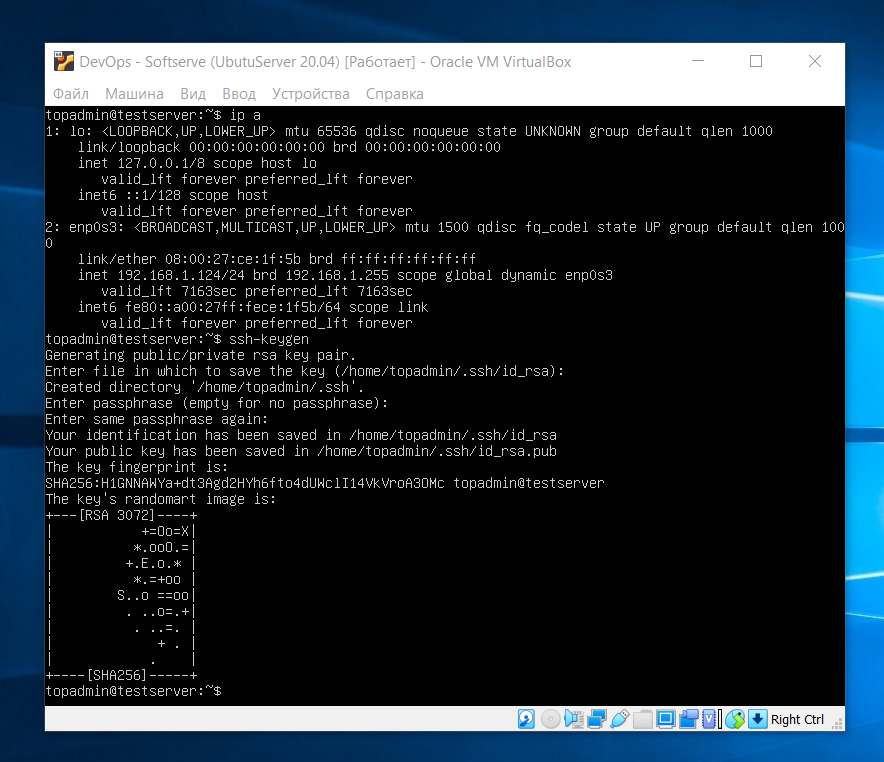 DevOps - Softserve (UbutuServer 20.04) [Работает] - Oracle VM VirtualBox
Файл Машина Вид Ввод Устройства Справка
topadmin@testserver:~$ ip a
1: lo: <LOOPBACK,UP,LOWER_UP> mtu 65536 qdisc noqueue state UNKNOWN group default qlen 1000
    link/loopback 00:00:00:00:00:00 brd 00:00:00:00:00:00
    inet 127.0.0.1/8 scope host lo
       valid_lft forever preferred_lft forever
    inet6 ::1/128 scope host
       valid_lft forever preferred_lft forever
2: enp0s3: <BROADCAST,MULTICAST,UP,LOWER_UP> mtu 1500 qdisc fq_codel state UP group default qlen 100
0
    link/ether 08:00:27:ce:1f:5b brd ff:ff:ff:ff:ff:ff
    inet 192.168.1.124/24 brd 192.168.1.255 scope global dynamic enp0s3
       valid_lft 7163sec preferred_lft 7163sec
    inet6 fe80::a00:27ff:fece:1f5b/64 scope link
       valid_lft forever preferred_lft forever
topadmin@testserver:~$ ssh-keygen
Generating public/private rsa key pair.
Enter file in which to save the key (/home/topadmin/.ssh/id_rsa):
Created directory '/home/topadmin/.ssh'.
Enter passphrase (empty for no passphrase):
Enter same passphrase again:
Your identification has been saved in /home/topadmin/.ssh/id_rsa
Your public key has been saved in /home/topadmin/.ssh/id_rsa.pub
The key fingerprint is:
SHA256:H1GNNAWYa+dt3Agd2HYh6fto4dUWclI14VkVroA3OMc topadmin@testserver
The key's randomart image is:
+---[RSA 3072]----+
|           +=Oo=X|
|          *.ooO.=|
|         +.E.o.* |
|          *.=+oo |
|        S..o ==oo|
|         . ..o=.+|
|          . ..=. |
|             + . |
|            .    |
+----[SHA256]-----+
topadmin@testserver:~$
Right Ctrl